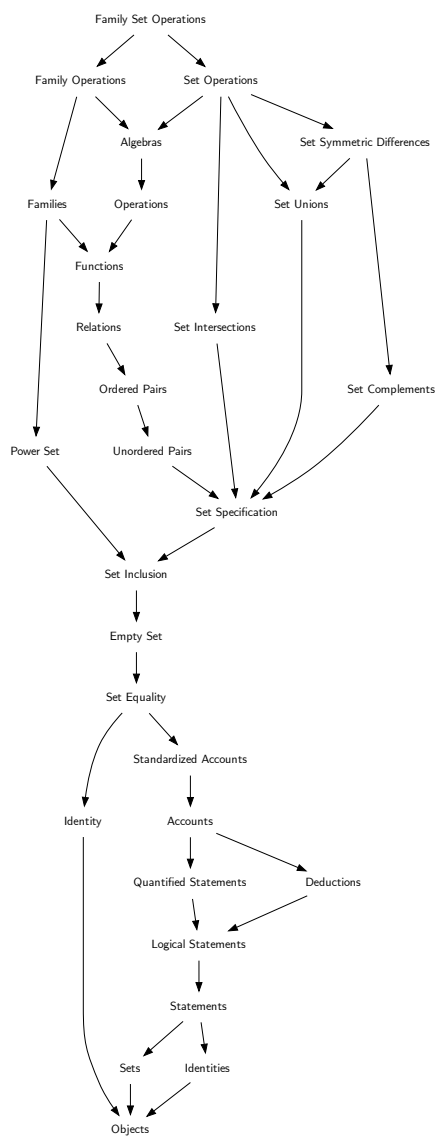 Family Set Operations
Family Operations
Set Operations
Algebras
Set Symmetric Differences
Families
Operations
Set Unions
Functions
Relations
Set Intersections
Ordered Pairs
Set Complements
Power Set
Unordered Pairs
Set Specification
Set Inclusion
Empty Set
Set Equality
Standardized Accounts
Identity
Accounts
Quantified Statements
Deductions
Logical Statements
Statements
Sets
Identities
Objects